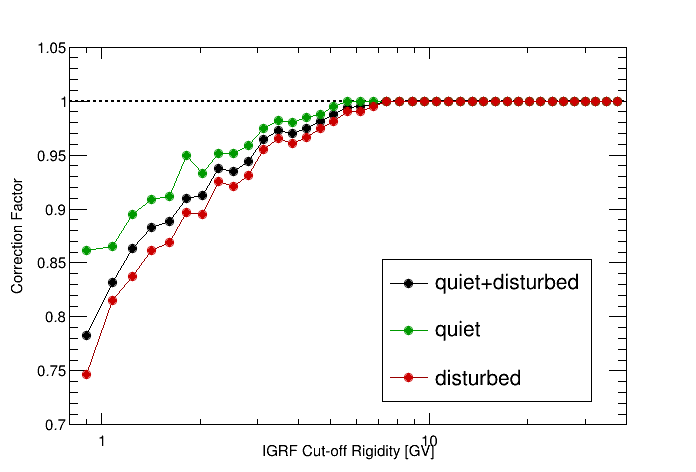 1.05
1
0.95
0.9
0.85
0.8
0.75
0.7
Correction Factor
quiet+disturbed
quiet
disturbed
1
10
IGRF Cut-off Rigidity [GV]